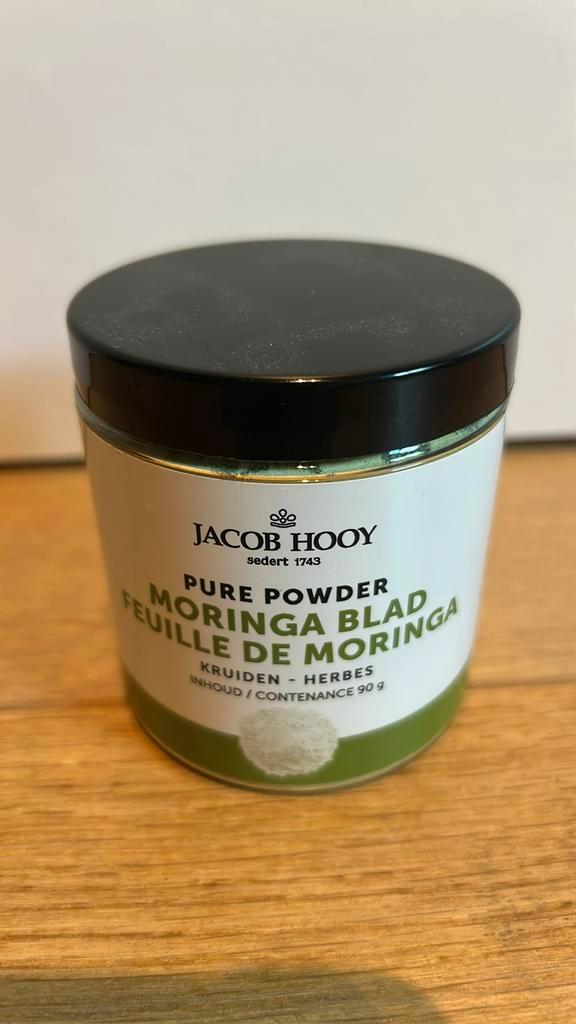 JACOB HOOY
sedert 1743
PURE POWDER
MORINGA BLAD
FEUILLE DE MORINGA
KRUIDEN - HERBES
INHOUD / CONTENANCE 90 g